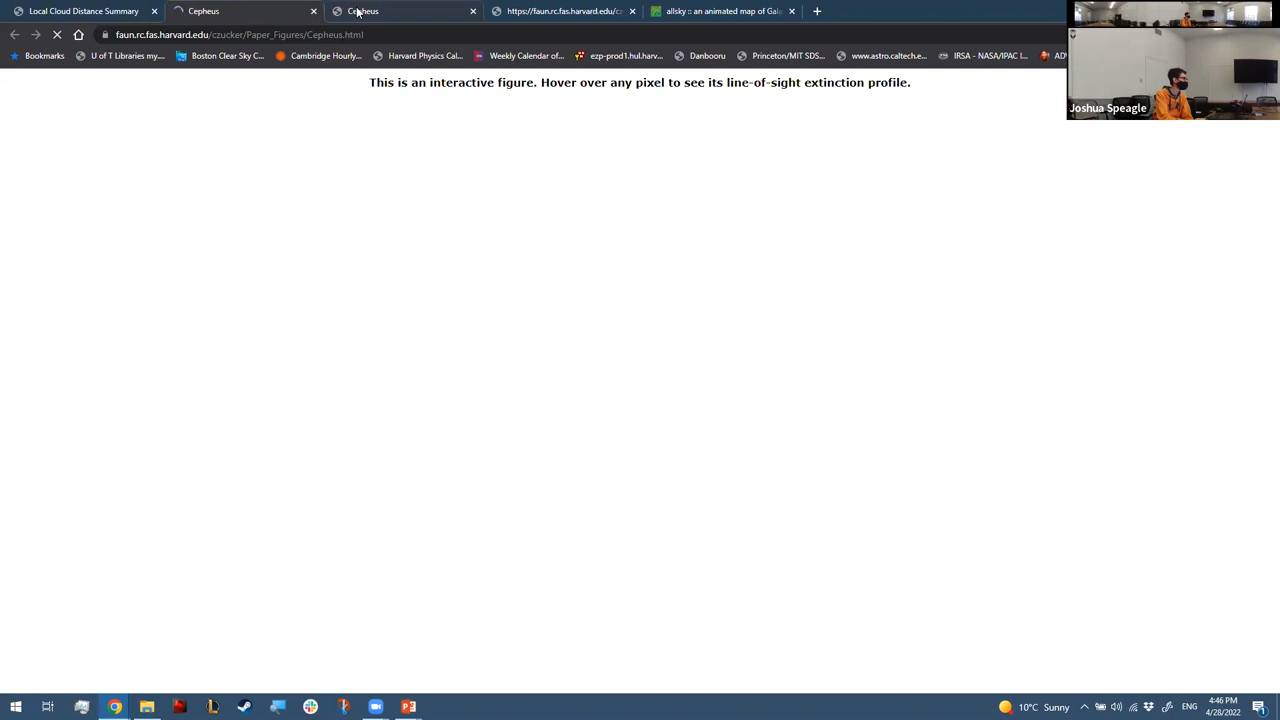 Local Cloud Distance Summary
Cepheus
Cepheus
https://faun.rc.fas.harvard.edu/cz
allsky :: an animated map of Gala
faun.rc.fas.harvard.edu/czucker/Paper_Figures/Cepheus.html
Bookmarks
U of T Libraries my...
Boston Clear Sky C...
Cambridge Hourly...
Harvard Physics Cal...
Weekly Calendar of...
ezp-prod1.hul.harv...
Danbooru
Princeton/MIT SDS...
www.astro.caltech.e...
IRSA - NASA/IPAC I...
This is an interactive figure. Hover over any pixel to see its line-of-sight extinction profile.
Joshua Speagle
10°C Sunny
ENG
4:46 PM
4/28/2022